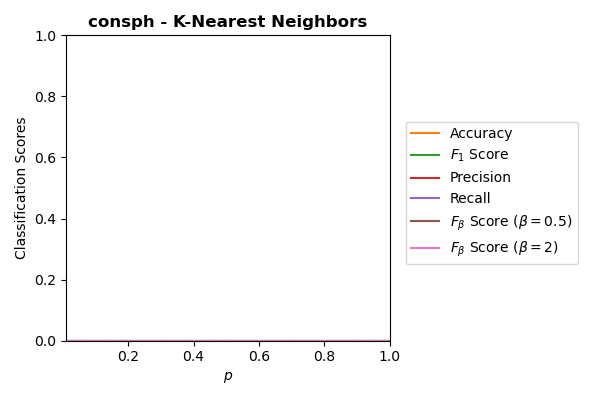 consph - K-Nearest Neighbors
Classification Scores
1.0
0.8
0.6
0.4
0.2
0.0
0.2 0.4 0.6 0.8 1.0
p
Accuracy
F₁ Score
Precision
Recall
Fᵦ Score (β = 0.5)
Fᵦ Score (β = 2)